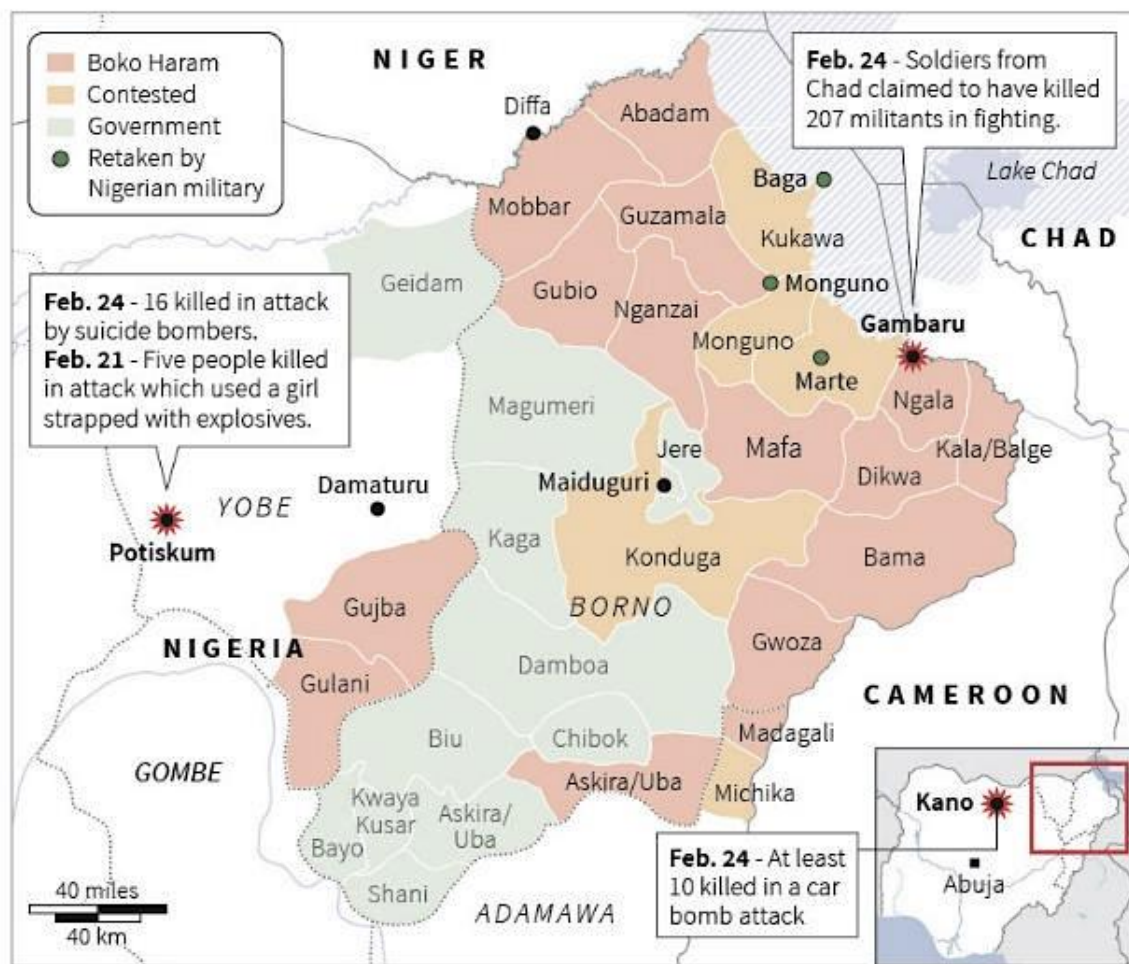 Boko Haram
Contested
Government
Retaken by
Nigerian military
NIGER
Diffa
Abadam
Feb. 24 - Soldiers from
Chad claimed to have killed
207 militants in fighting.
Lake Chad
CHAD
Mobbar
Guzamala
Baga
Kukawa
Geidam
Gubio
Nganzai
Monguno
Monguno
Gambaru
Marte
Ngala
Feb. 24 - 16 killed in attack
by suicide bombers.
Feb. 21 - Five people killed
in attack which used a girl
strapped with explosives.
Magumeri
Jere
Mafa
Kala/Balge
Dikwa
Maiduguri
Damaturu
YOBE
Potiskum
Kaga
Konduga
Bama
BORNO
Gujba
NIGERIA
Gulani
Damboa
Gwoza
CAMEROON
Madagali
Biu
Chibok
Askira/Uba
Michika
GOMBE
Kwaya
Kusar
Askira/
Uba
Bayo
Shani
ADAMAWA
40 miles
40 km
Feb. 24 - At least
10 killed in a car
bomb attack
Kano
Abuja